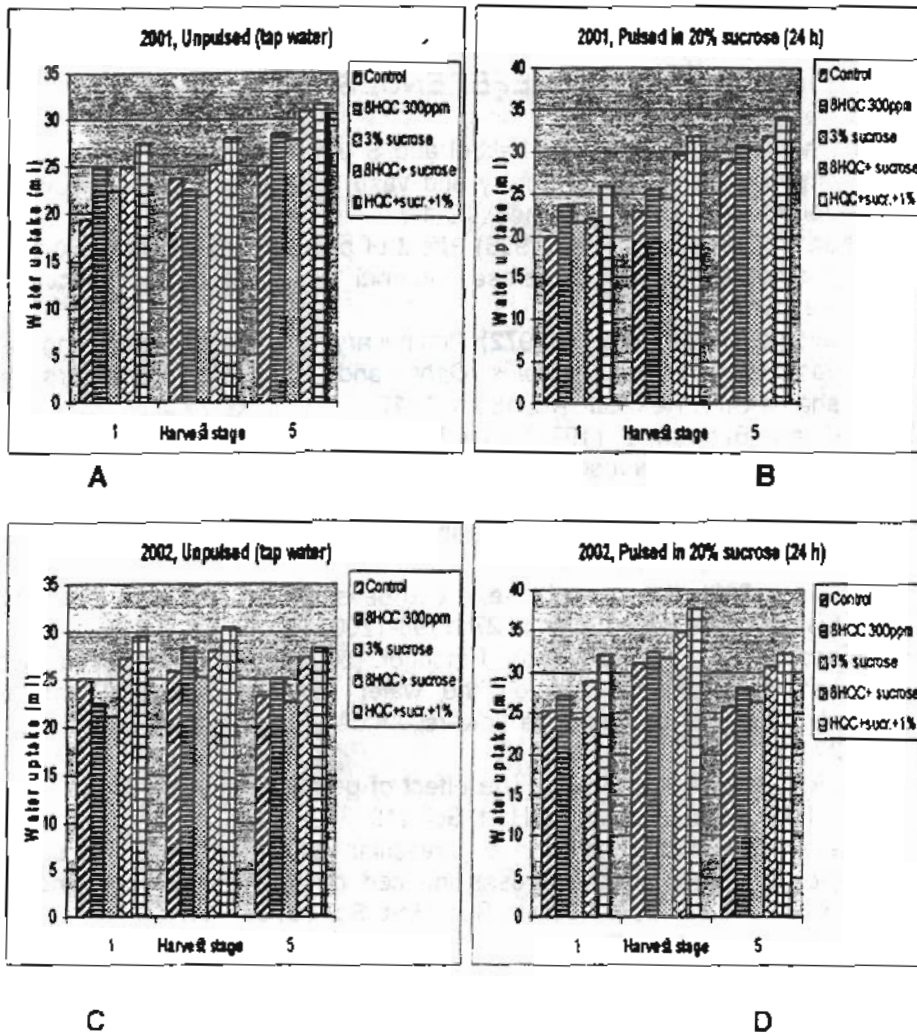 2001, Unpulsed (tap water)
35
30
25
20
15
10
5
0
Water uptake (ml)
1
Harvest stage
5
Control
8HQC 300ppm
3% sucrose
8HQC+ sucrose
HQC+sucr.+1%
A
2001, Pulsed in 20% sucrose (24 h)
40
35
30
25
20
15
10
5
0
Water uptake (ml)
1
Harvest stage
5
Control
8HQC 300ppm
3% sucrose
8HQC+ sucrose
HQC+sucr.+1%
B
2002, Unpulsed (tap water)
35
30
25
20
15
10
5
0
Water uptake (ml)
1
Harvest stage
5
Control
8HQC 300ppm
3% sucrose
8HQC+ sucrose
HQC+sucr.+1%
C
2002, Pulsed in 20% sucrose (24 h)
40
35
30
25
20
15
10
5
0
Water uptake (ml)
1
Harvest stage
5
Control
8HQC 300ppm
3% sucrose
8HQC+ sucrose
HQC+sucr.+1%
D